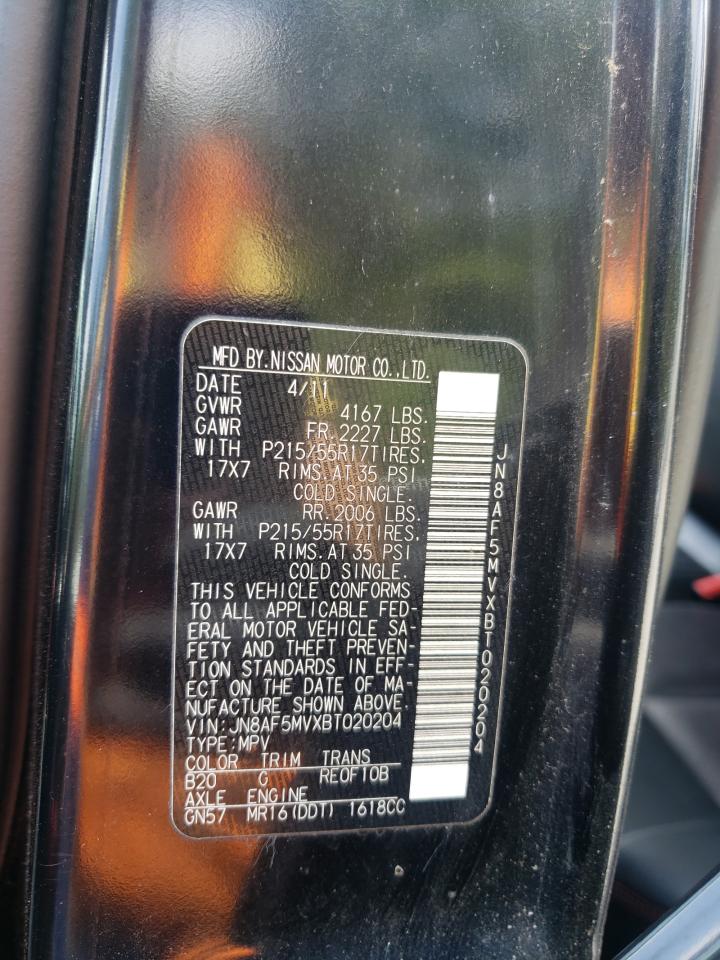 MFD BY.NISSAN MOTOR CO.,LTD.
DATE 4/11
GVWR 4167 LBS.
GAWR FR. 2227 LBS.
WITH P215/55R17TIRES.
17X7 RIMS.AT 35 PSI
COLD SINGLE.
GAWR RR. 2006 LBS.
WITH P215/55R17TIRES.
17X7 RIMS.AT 35 PSI
COLD SINGLE.
THIS VEHICLE CONFORMS
TO ALL APPLICABLE FED-
ERAL MOTOR VEHICLE SA-
FETY AND THEFT PREVEN-
TION STANDARDS IN EFF-
ECT ON THE DATE OF MA-
NUFACTURE SHOWN ABOVE.
VIN:JN8AF5MVXBT020204
TYPE:MPV
COLOR TRIM TRANS
B20 G RE0F10B
AXLE ENGINE
GN57 MR16(DDT) 1618CC
JN8AF5MVXBT020204